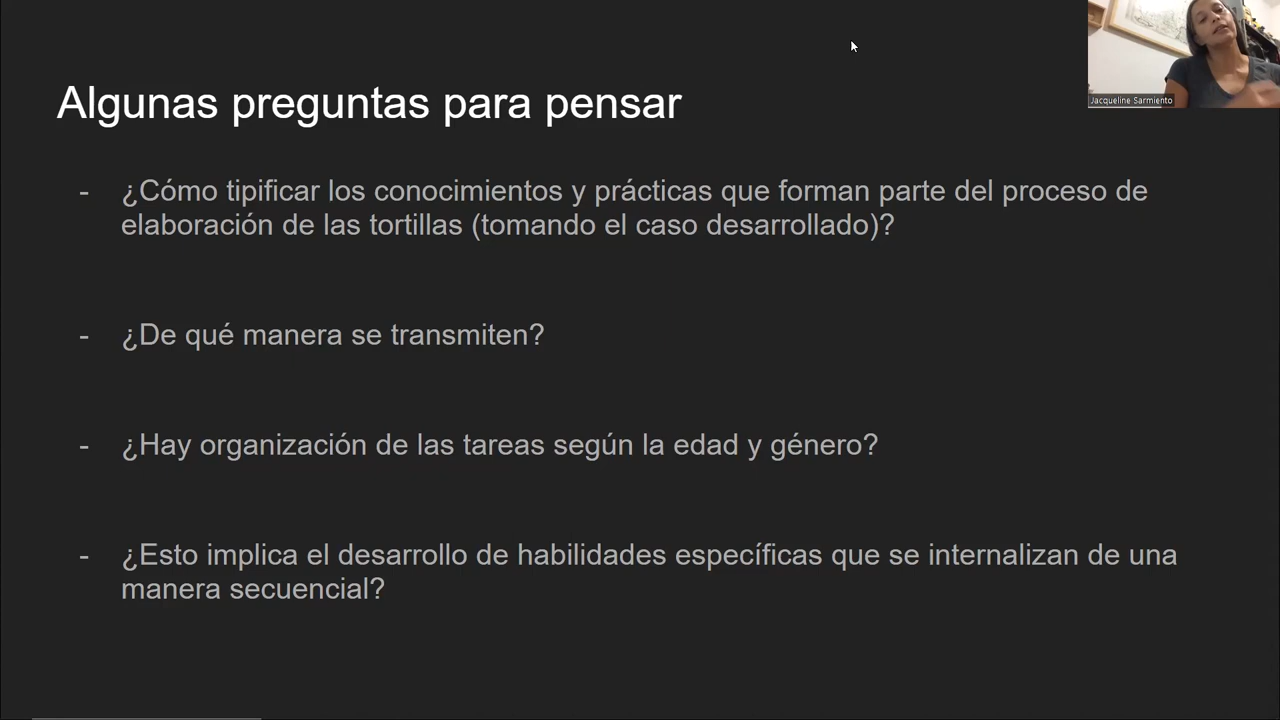 Jacqueline Sarmiento
Algunas preguntas para pensar
- ¿Cómo tipificar los conocimientos y prácticas que forman parte del proceso de
elaboración de las tortillas (tomando el caso desarrollado)?
- ¿De qué manera se transmiten?
- ¿Hay organización de las tareas según la edad y género?
- ¿Esto implica el desarrollo de habilidades específicas que se internalizan de una
manera secuencial?